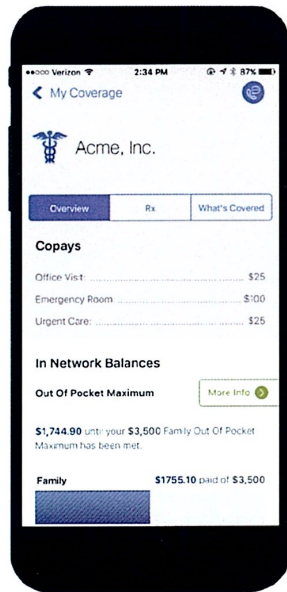 Verizon 2:34 PM 87%
My Coverage
Acme, Inc.
Overview Rx What's Covered
Copays
Office Visit: $25
Emergency Room $100
Urgent Care: $25
In Network Balances
Out Of Pocket Maximum More Info
$1,744.90 until your $3,500 Family Out Of Pocket
Maximum has been met.
Family $1755.10 paid of $3,500